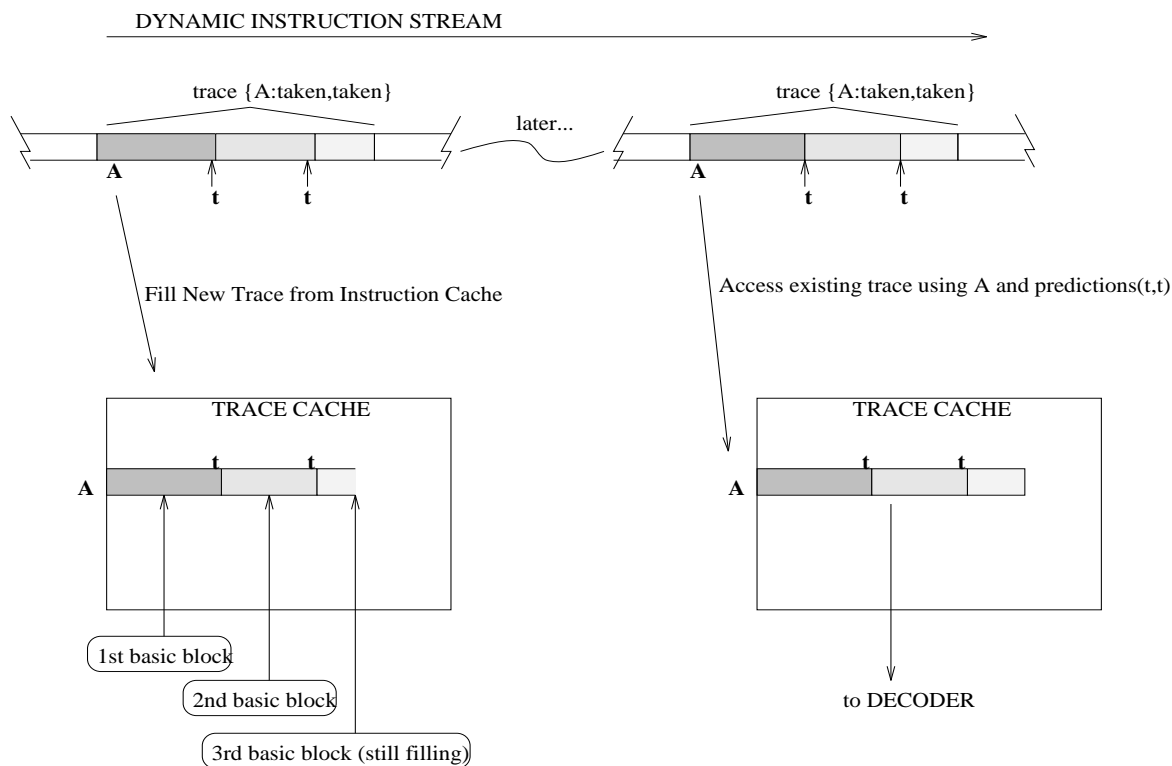 DYNAMIC INSTRUCTION STREAM
trace {A:taken,taken}
trace {A:taken,taken}
later...
A
t
t
A
t
t
Fill New Trace from Instruction Cache
Access existing trace using A and predictions(t,t)
TRACE CACHE
t
t
A
TRACE CACHE
t
t
A
1st basic block
2nd basic block
3rd basic block (still filling)
to DECODER